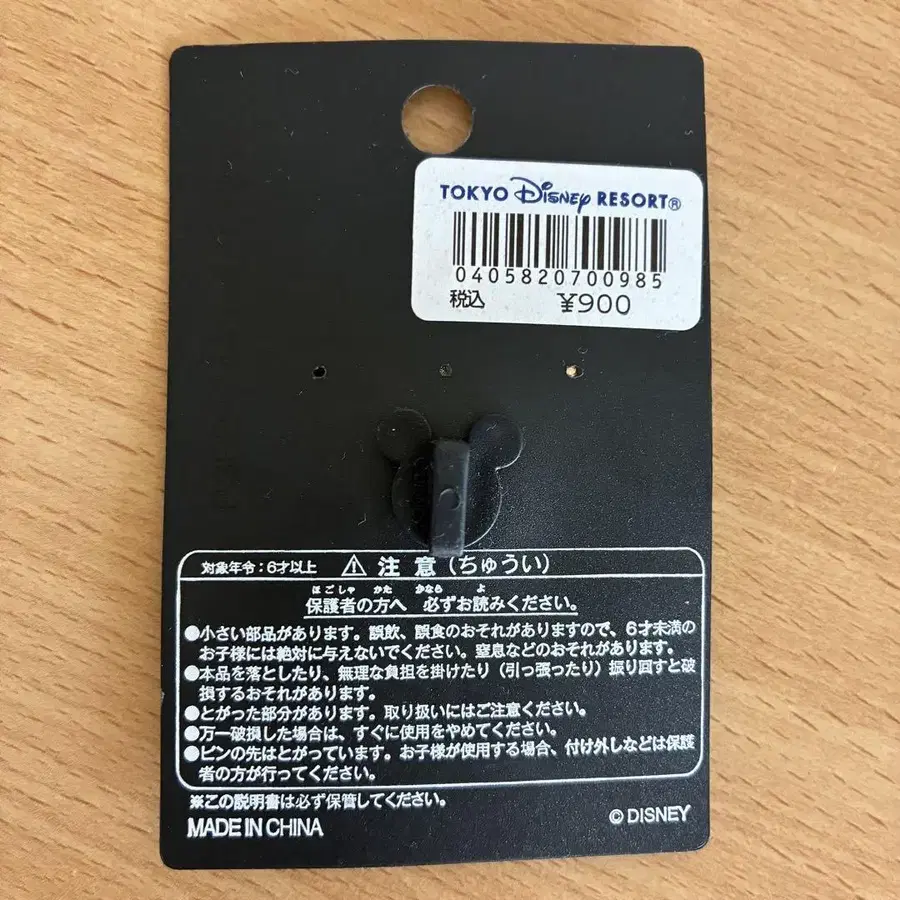 TOKYO Disney RESORT®
0405820700985
税込 ¥900
対象年令：6才以上 ⚠ 注意（ちゅうい）
ほごしゃ かた かなら よ
保護者の方へ 必ずお読みください。
●小さい部品があります。誤飲、誤食のおそれがありますので、6才未満の
お子様には絶対に与えないでください。窒息などのおそれがあります。
●本品を落としたり、無理な負担を掛けたり（引っ張ったり）振り回すと破
損するおそれがあります。
●とがった部分があります。取り扱いにはご注意ください。
●万一破損した場合は、すぐに使用をやめてください。
●ピンの先はとがっています。お子様が使用する場合、付け外しなどは保護
者の方が行ってください。
※この説明書は必ず保管してください。
MADE IN CHINA
© DISNEY